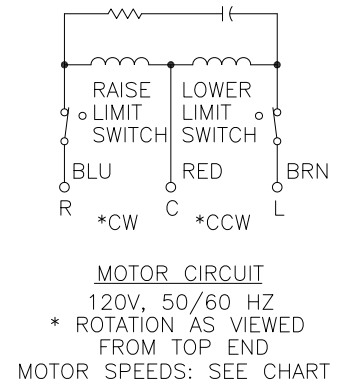 RAISE LOWER
LIMIT LIMIT
SWITCH SWITCH
BLU RED BRN
R C L
*CW *CCW
MOTOR CIRCUIT
120V, 50/60 HZ
* ROTATION AS VIEWED
FROM TOP END
MOTOR SPEEDS: SEE CHART